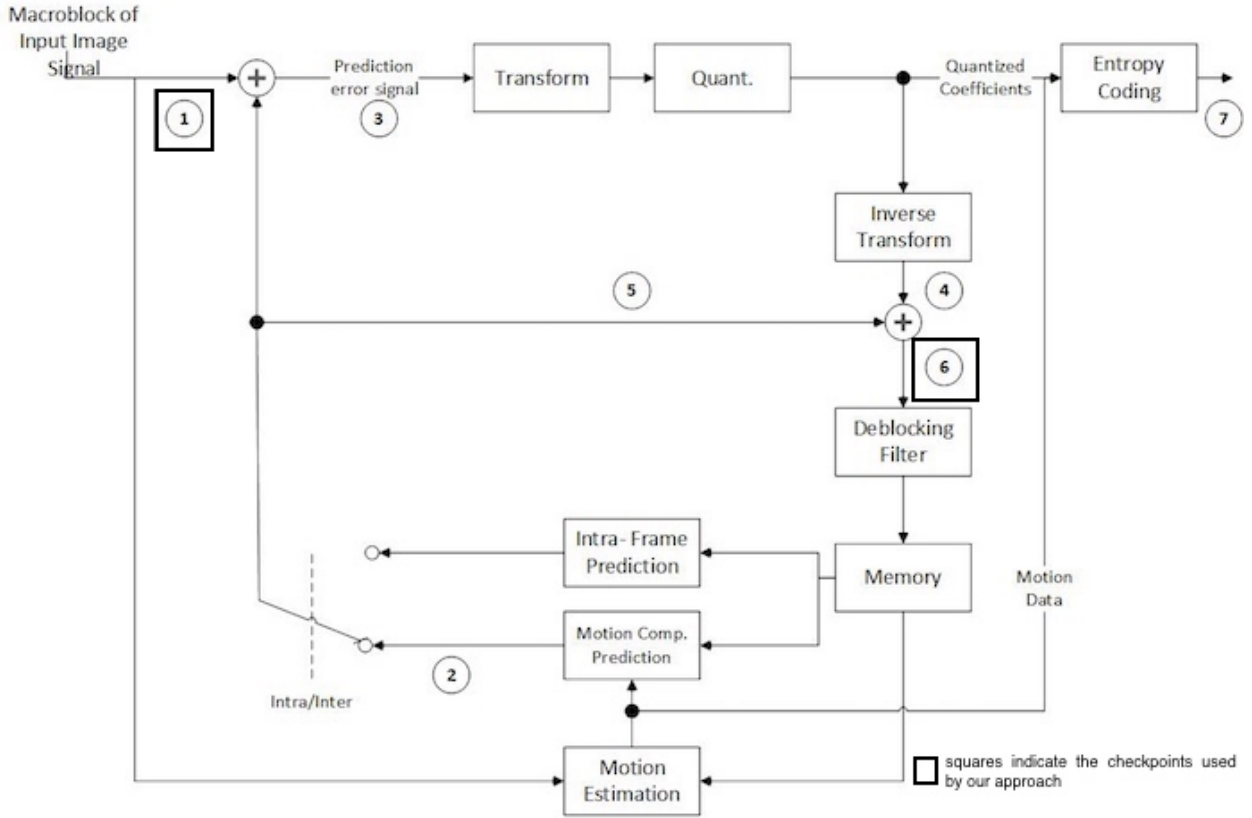 Macroblock of
Input Image
Signal
1
Prediction
error signal
3
Transform
Quant.
Quantized
Coefficients
Entropy
Coding
7
Inverse
Transform
4
5
6
Deblocking
Filter
Intra- Frame
Prediction
Memory
Motion
Data
Motion Comp.
Prediction
2
Intra/Inter
Motion
Estimation
squares indicate the checkpoints used
by our approach